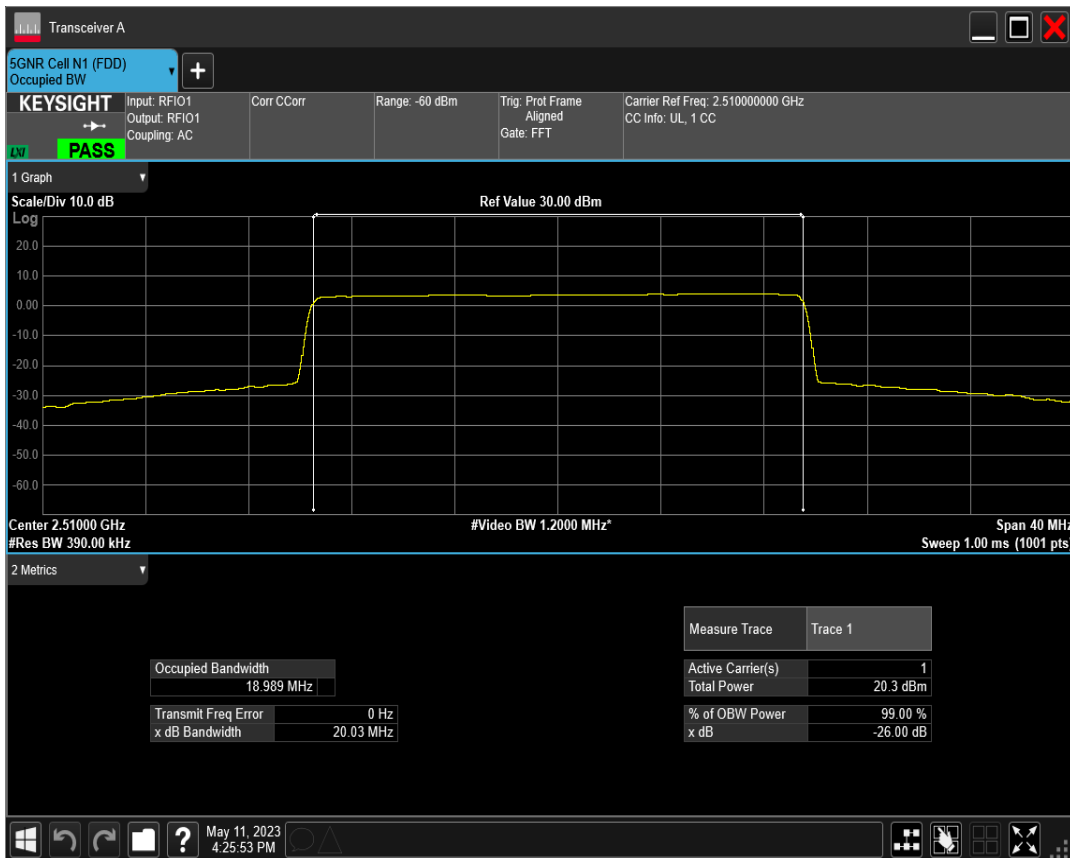 Transceiver A
5GNR Cell N1 (FDD)
Occupied BW
+
KEYSIGHT
LXI
PASS
Input: RFIO1
Output: RFIO1
Coupling: AC
Corr CCorr
Range: -60 dBm
Trig: Prot Frame
Aligned
Gate: FFT
Carrier Ref Freq: 2.510000000 GHz
CC Info: UL, 1 CC
1 Graph
Scale/Div 10.0 dB
Ref Value 30.00 dBm
Log
20.0
10.0
0.00
-10.0
-20.0
-30.0
-40.0
-50.0
-60.0
Center 2.51000 GHz
#Video BW 1.2000 MHz*
Span 40 MHz
#Res BW 390.00 kHz
Sweep 1.00 ms (1001 pts)
2 Metrics
Measure Trace Trace 1
Occupied Bandwidth
18.989 MHz
Active Carrier(s) 1
Total Power 20.3 dBm
Transmit Freq Error 0 Hz
x dB Bandwidth 20.03 MHz
% of OBW Power 99.00 %
x dB -26.00 dB
?
May 11, 2023
4:25:53 PM